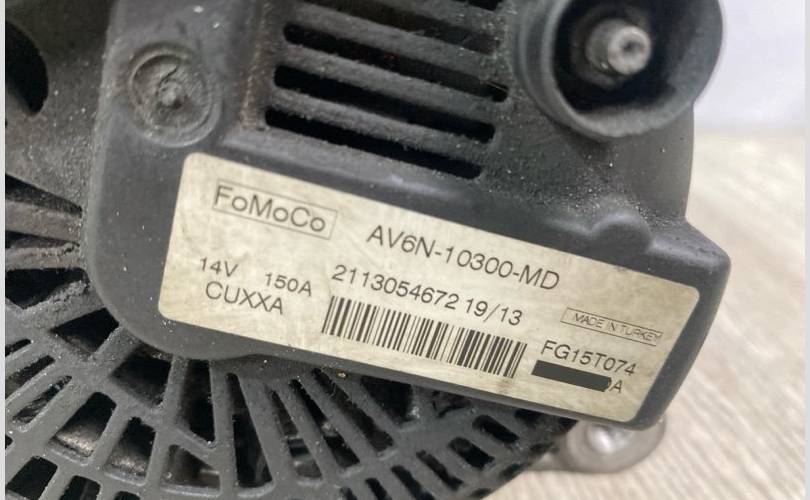 FoMoCo
AV6N-10300-MD
14V 150A
2113054672 19/13
CUXXA
MADE IN TURKEY
FG15T074
A